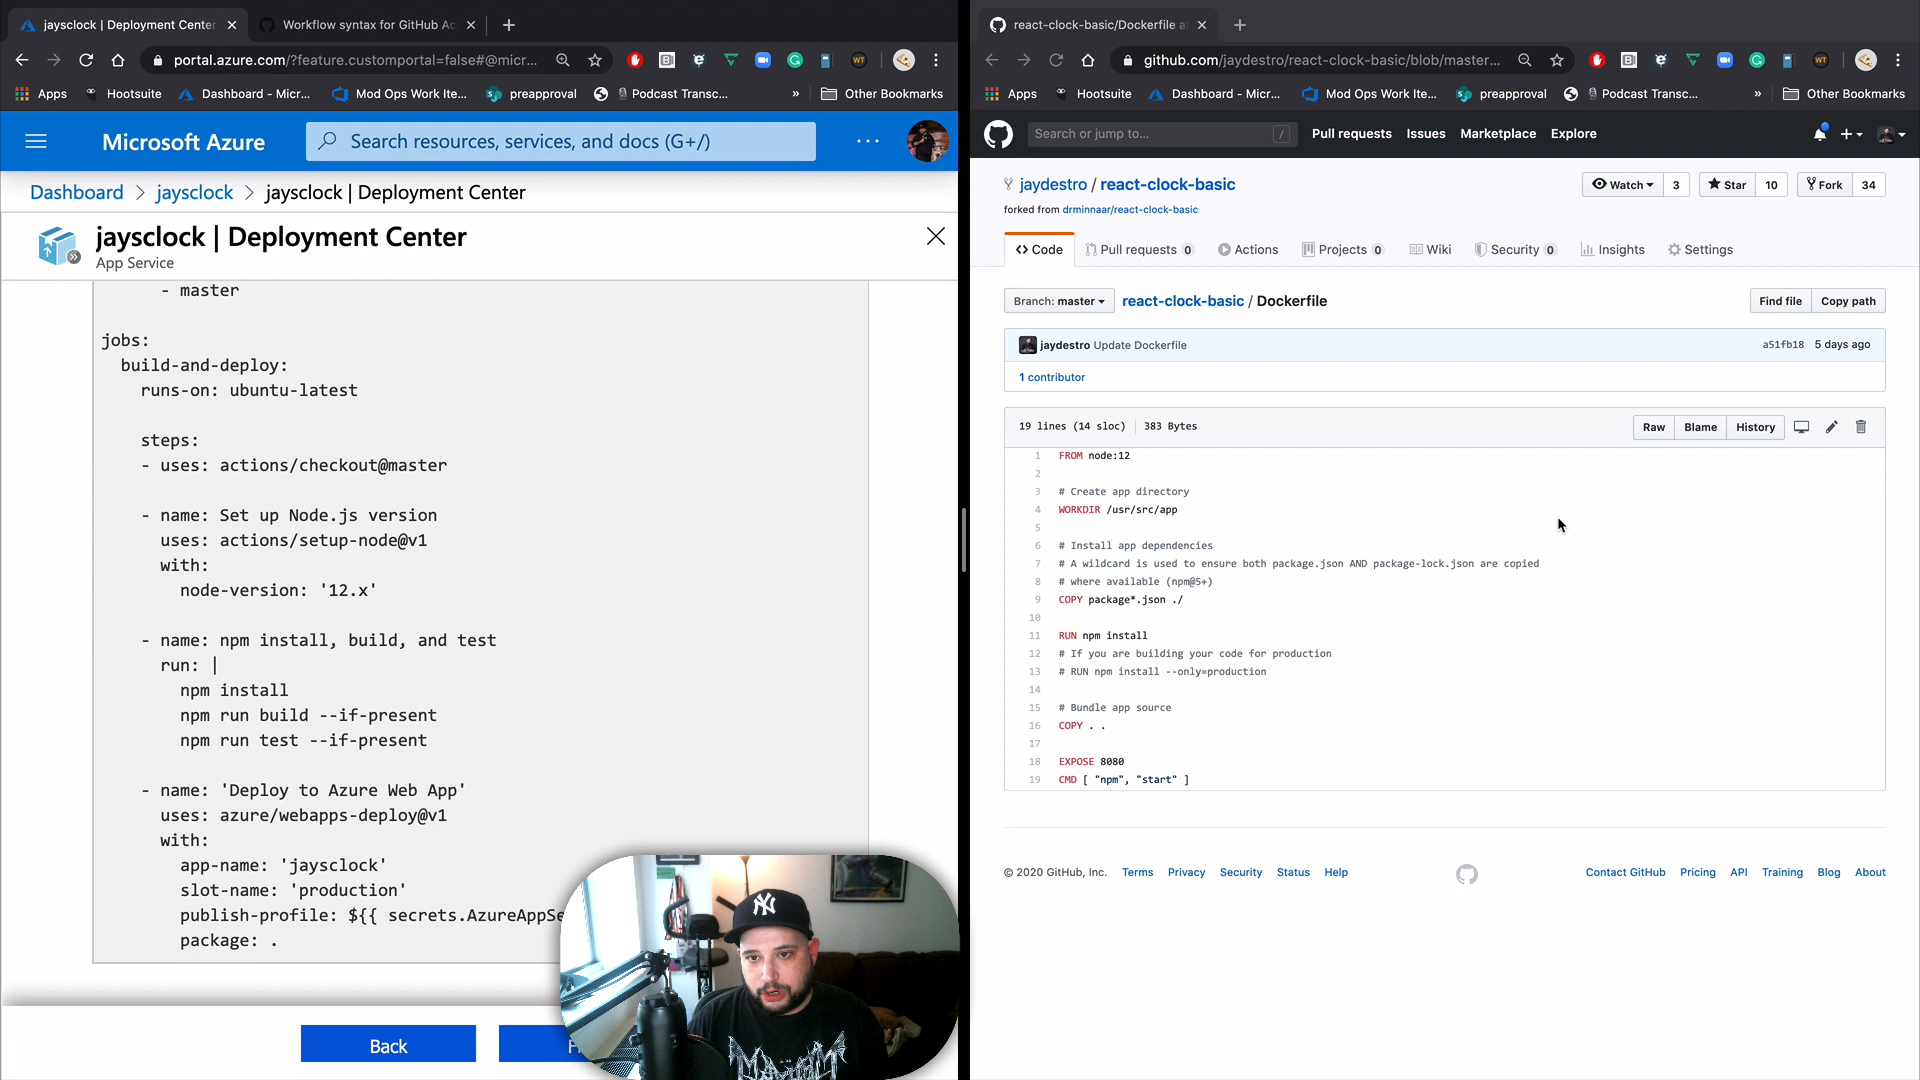 jaysclock | Deployment Center
Workflow syntax for GitHub Ac
portal.azure.com/?feature.customportal=false#@micr...
Apps
Hootsuite
Dashboard - Micr...
Mod Ops Work Ite...
preapproval
Podcast Transc...
»
Other Bookmarks
Microsoft Azure
Search resources, services, and docs (G+/)
Dashboard > jaysclock > jaysclock | Deployment Center
jaysclock | Deployment Center
App Service
- master
jobs:
build-and-deploy:
runs-on: ubuntu-latest
steps:
- uses: actions/checkout@master
- name: Set up Node.js version
uses: actions/setup-node@v1
with:
node-version: '12.x'
- name: npm install, build, and test
run: |
npm install
npm run build --if-present
npm run test --if-present
- name: 'Deploy to Azure Web App'
uses: azure/webapps-deploy@v1
with:
app-name: 'jaysclock'
slot-name: 'production'
publish-profile: ${{ secrets.AzureAppSe
package: .
Back
react-clock-basic/Dockerfile at
github.com/jaydestro/react-clock-basic/blob/master...
Apps
Hootsuite
Dashboard - Micr...
Mod Ops Work Ite...
preapproval
Podcast Transc...
»
Other Bookmarks
Search or jump to...
/
Pull requests
Issues
Marketplace
Explore
jaydestro / react-clock-basic
forked from drminnaar/react-clock-basic
Watch 3
Star 10
Fork 34
Code
Pull requests 0
Actions
Projects 0
Wiki
Security 0
Insights
Settings
Branch: master
react-clock-basic / Dockerfile
Find file
Copy path
jaydestro Update Dockerfile
a51fb18 5 days ago
1 contributor
19 lines (14 sloc) 383 Bytes
Raw
Blame
History
1 FROM node:12
2
3 # Create app directory
4 WORKDIR /usr/src/app
5
6 # Install app dependencies
7 # A wildcard is used to ensure both package.json AND package-lock.json are copied
8 # where available (npm@5+)
9 COPY package*.json ./
10
11 RUN npm install
12 # If you are building your code for production
13 # RUN npm install --only=production
14
15 # Bundle app source
16 COPY . .
17
18 EXPOSE 8080
19 CMD [ "npm", "start" ]
© 2020 GitHub, Inc.
Terms
Privacy
Security
Status
Help
Contact GitHub
Pricing
API
Training
Blog
About